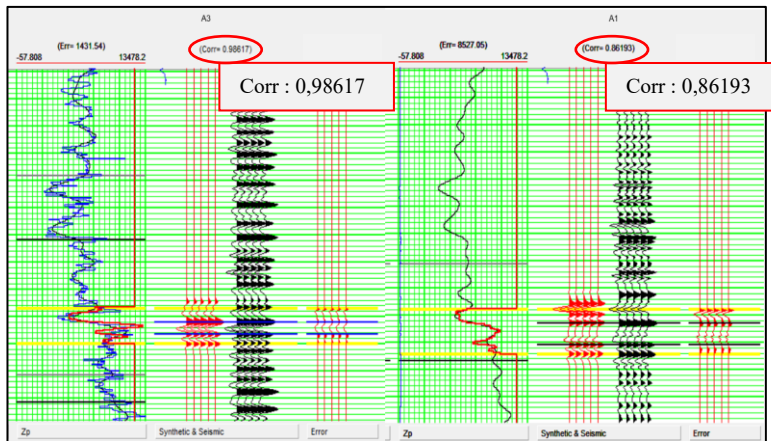 A3
(Err= 1431.54)
(Corr= 0.98617)
-57.808
13478.2
Corr : 0,98617
Zp
Synthetic & Seismic
Error
A1
(Err= 8527.05)
(Corr= 0.86193)
-57.808
13478.2
Corr : 0,86193
Zp
Synthetic & Seismic
Error